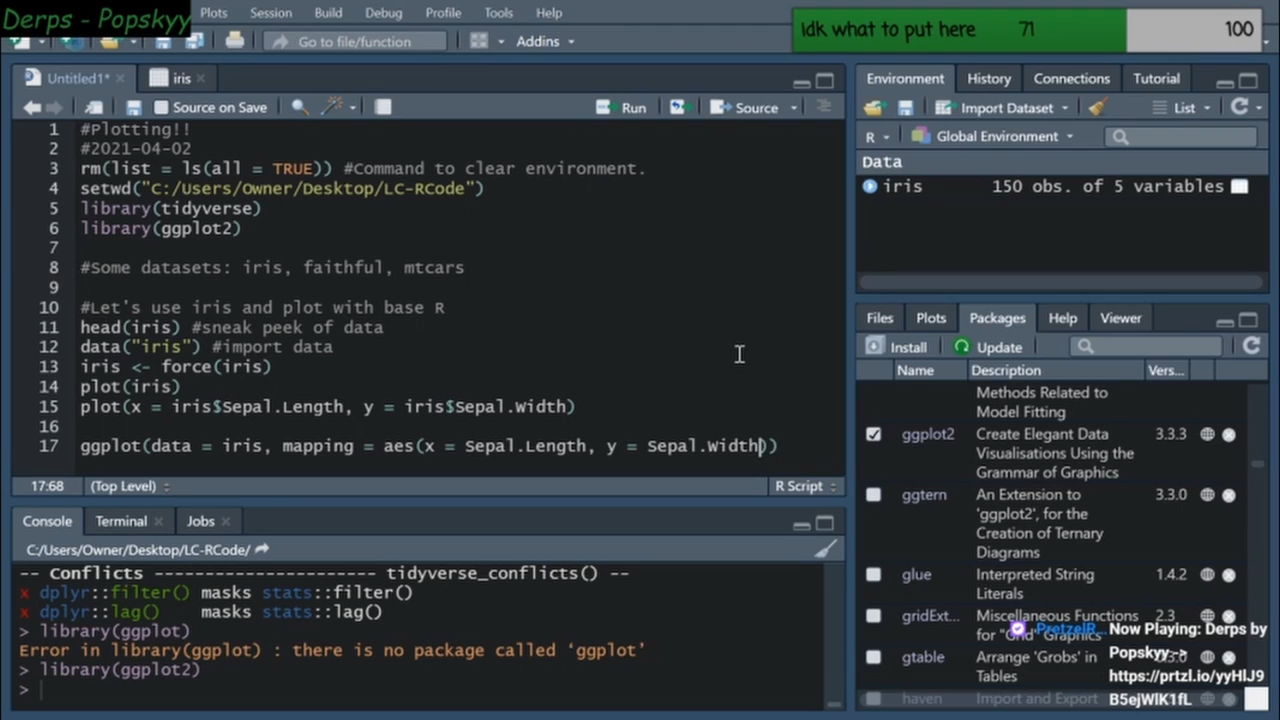 Derps - Popskyy
Plots Session Build Debug Profile Tools Help
Idk what to put here 71 100
Go to file/function Addins
Untitled1* iris
Source on Save Run Source
1 #Plotting!!
2 #2021-04-02
3 rm(list = ls(all = TRUE)) #Command to clear environment.
4 setwd("C:/Users/Owner/Desktop/LC-RCode")
5 library(tidyverse)
6 library(ggplot2)
7
8 #Some datasets: iris, faithful, mtcars
9
10 #Let's use iris and plot with base R
11 head(iris) #sneak peek of data
12 data("iris") #import data
13 iris <- force(iris)
14 plot(iris)
15 plot(x = iris$Sepal.Length, y = iris$Sepal.Width)
16
17 ggplot(data = iris, mapping = aes(x = Sepal.Length, y = Sepal.Width))
17:68 (Top Level) R Script
Console Terminal Jobs
C:/Users/Owner/Desktop/LC-RCode/
-- Conflicts ---------------------- tidyverse_conflicts() --
x dplyr::filter() masks stats::filter()
x dplyr::lag() masks stats::lag()
> library(ggplot)
Error in library(ggplot) : there is no package called ‘ggplot’
> library(ggplot2)
>
Environment History Connections Tutorial
Import Dataset List
R Global Environment
Data
iris 150 obs. of 5 variables
Files Plots Packages Help Viewer
Install Update
Name Description Vers...
Methods Related to
Model Fitting
ggplot2 Create Elegant Data 3.3.3
Visualisations Using the
Grammar of Graphics
ggtern An Extension to 3.3.0
'ggplot2', for the
Creation of Ternary
Diagrams
glue Interpreted String 1.4.2
Literals
gridExt... Miscellaneous Functions 2.3
for "Grid" Graphics
gtable Arrange 'Grobs' in
Tables
haven Import and Export
PretzelR... Now Playing: Derps by
Popskyy ->
https://prtzl.io/yyHlJ9
B5ejWlK1fL